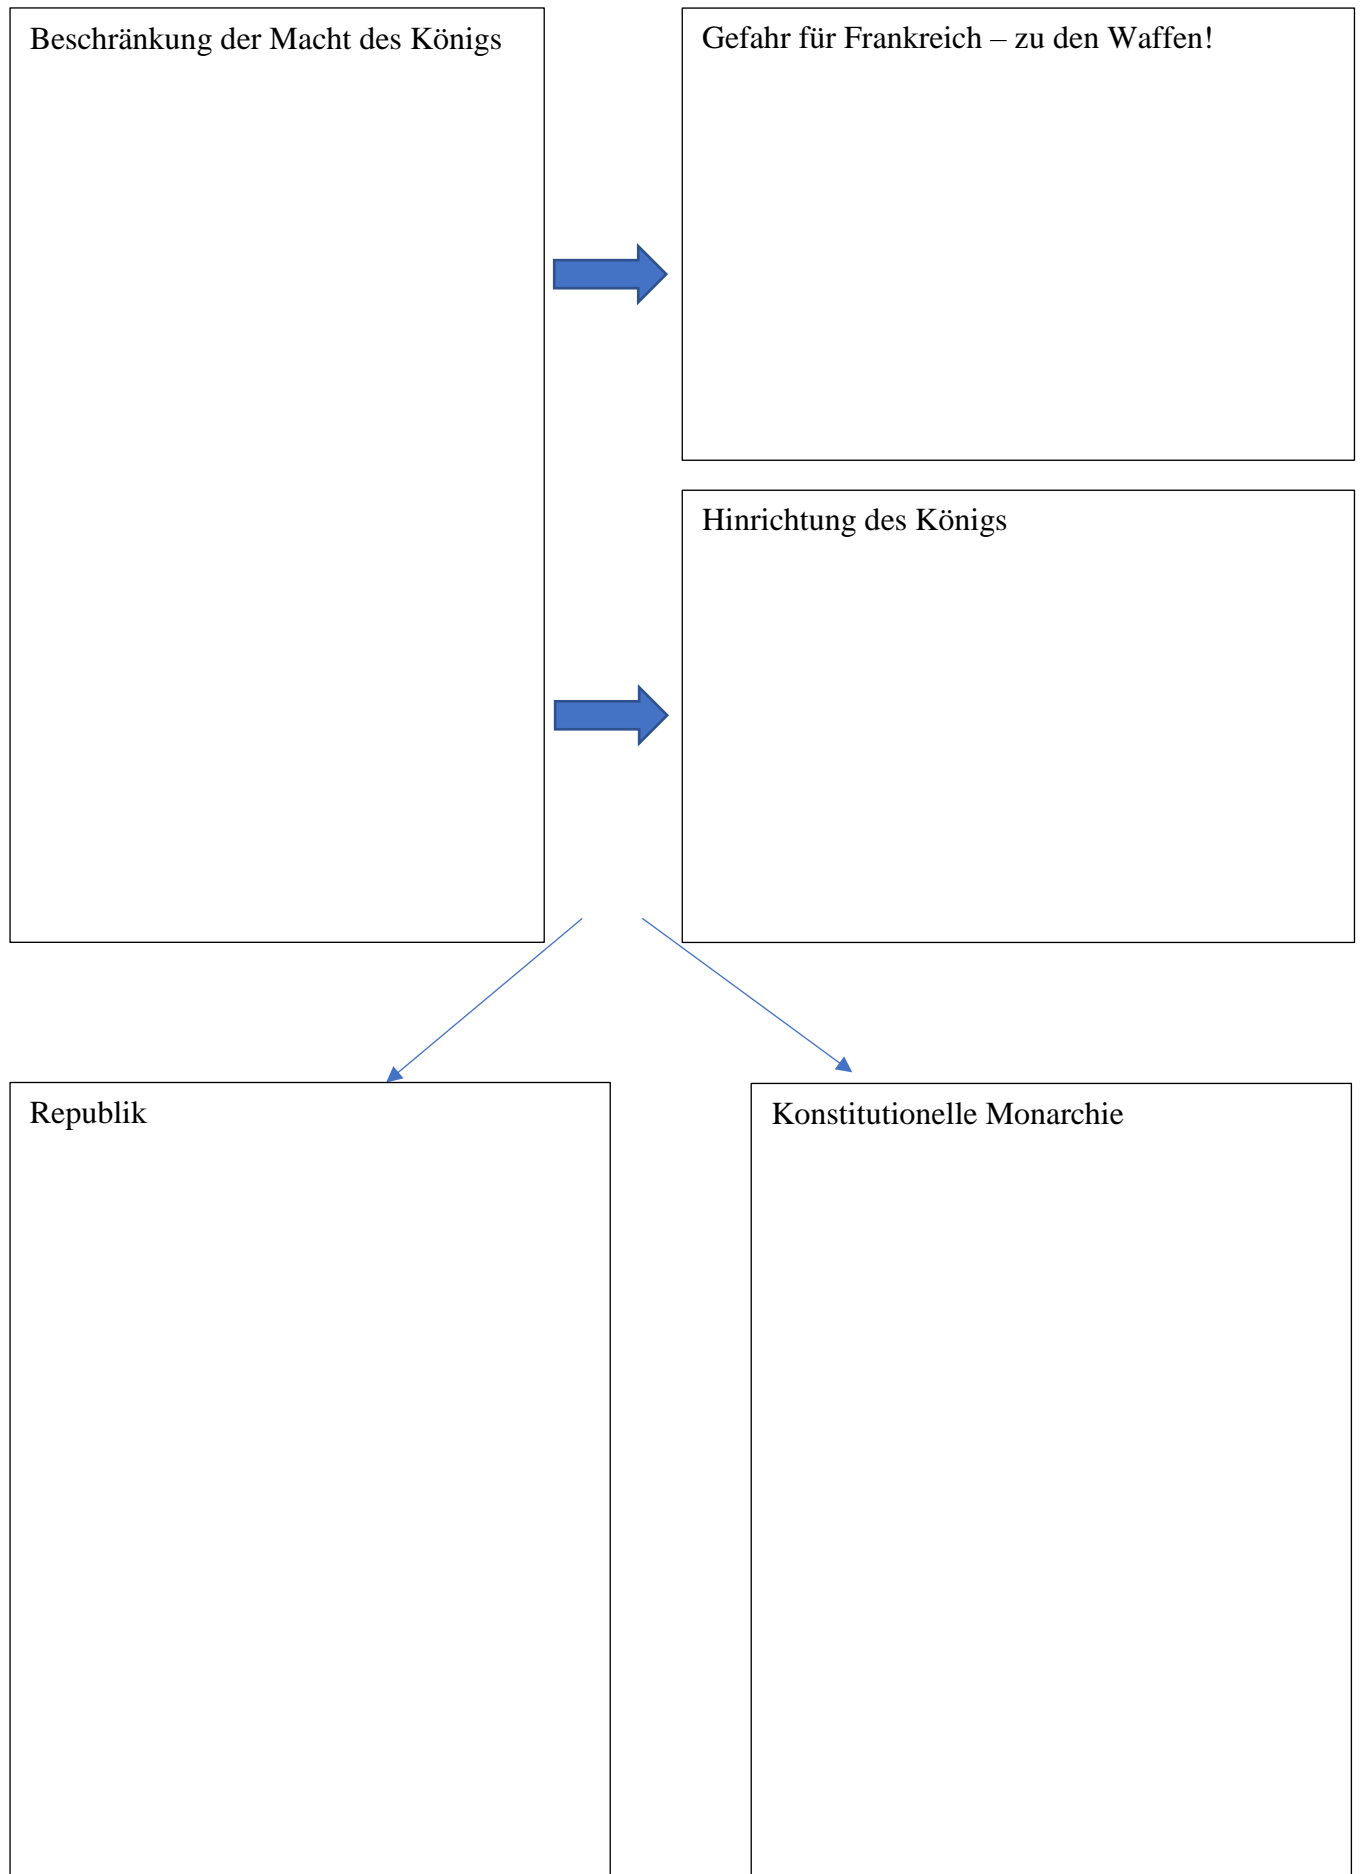 Beschränkung der Macht des Königs
Gefahr für Frankreich – zu den Waffen!
Hinrichtung des Königs
Republik
Konstitutionelle Monarchie